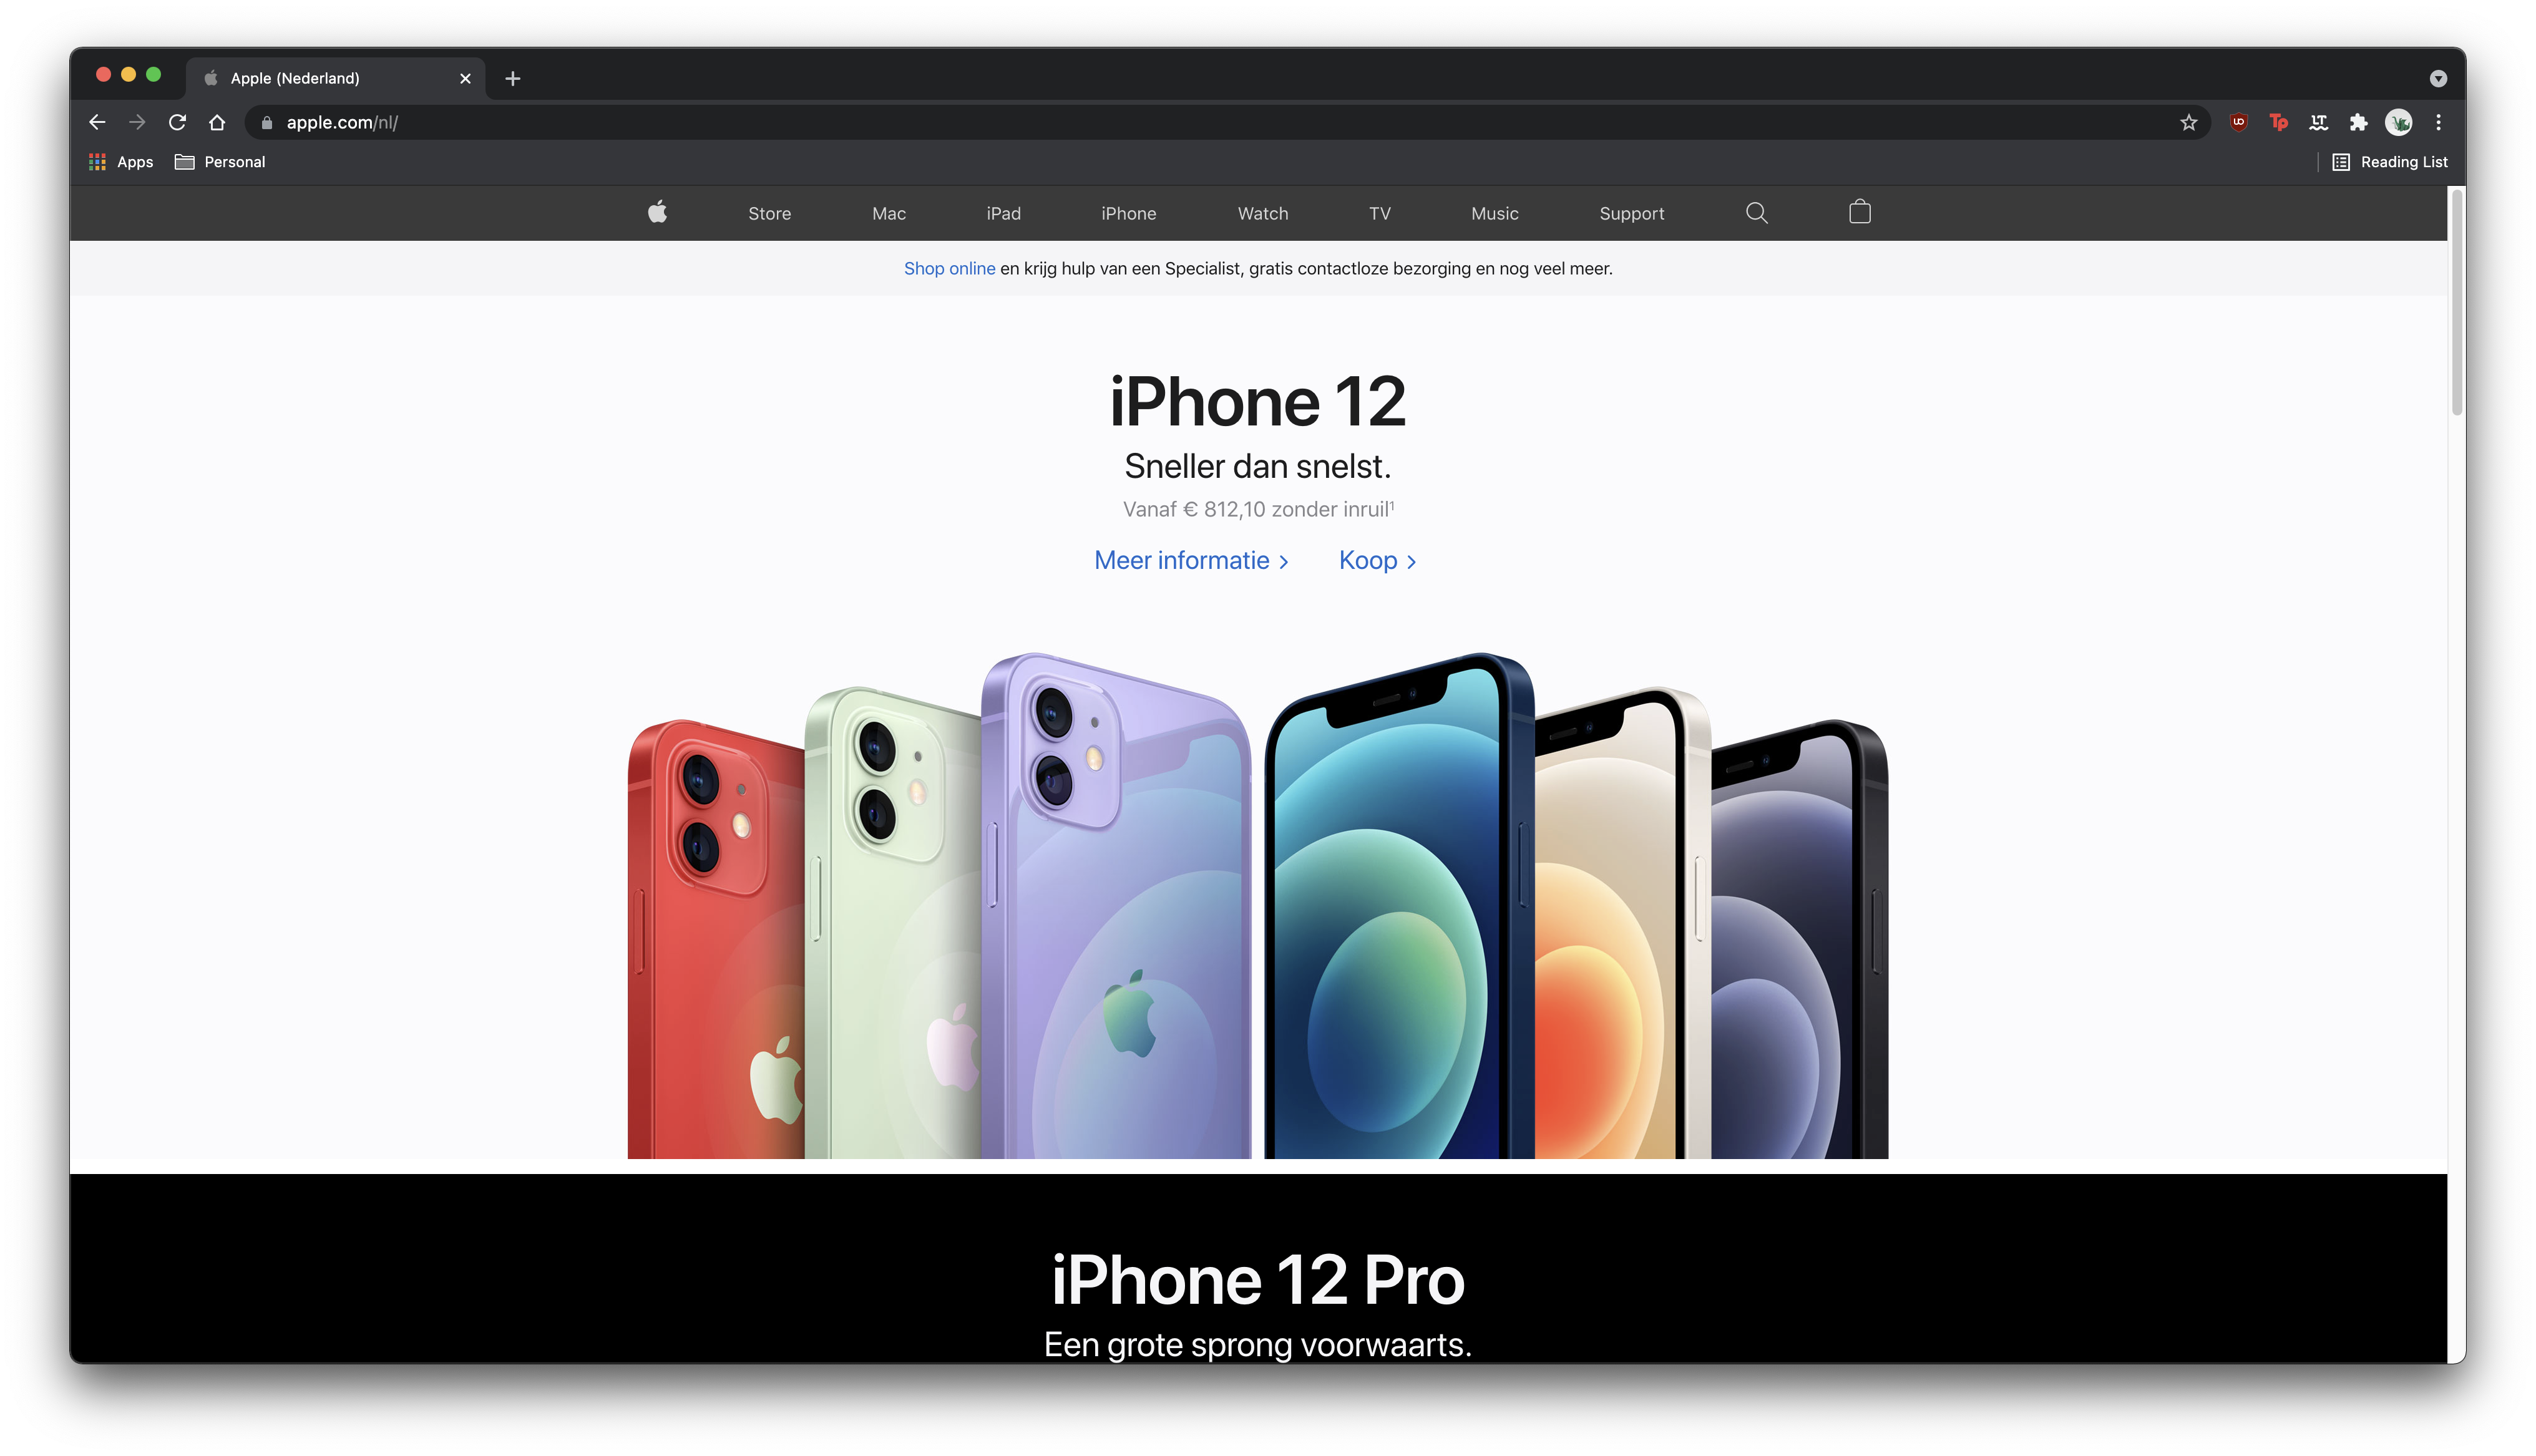 Apple (Nederland)
apple.com/nl/
Apps
Personal
Reading List
Store
Mac
iPad
iPhone
Watch
TV
Music
Support
Shop online en krijg hulp van een Specialist, gratis contactloze bezorging en nog veel meer.
iPhone 12
Sneller dan snelst.
Vanaf € 812,10 zonder inruil¹
Meer informatie >
Koop >
iPhone 12 Pro
Een grote sprong voorwaarts.